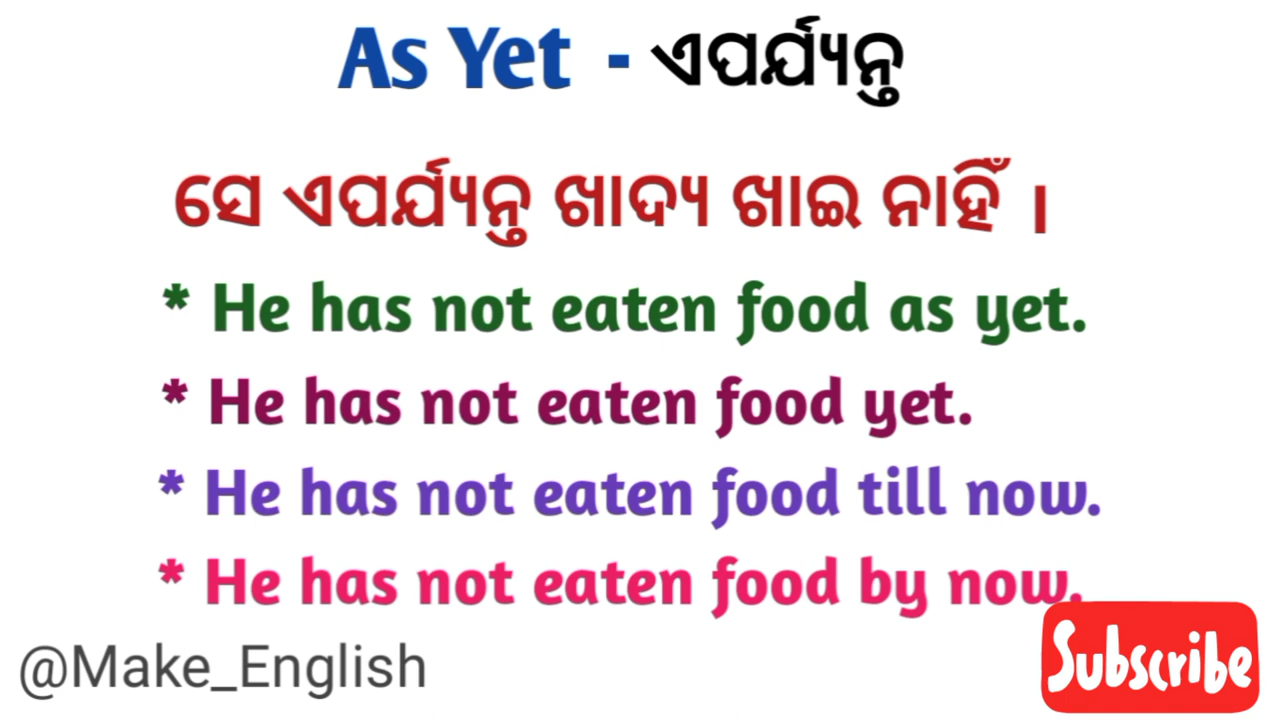 As Yet - ଏପର୍ଯ୍ୟନ୍ତ
ସେ ଏପର୍ଯ୍ୟନ୍ତ ଖାଦ୍ୟ ଖାଇ ନାହିଁ ।
* He has not eaten food as yet.
* He has not eaten food yet.
* He has not eaten food till now.
* He has not eaten food by now.
@Make_English
Subscribe